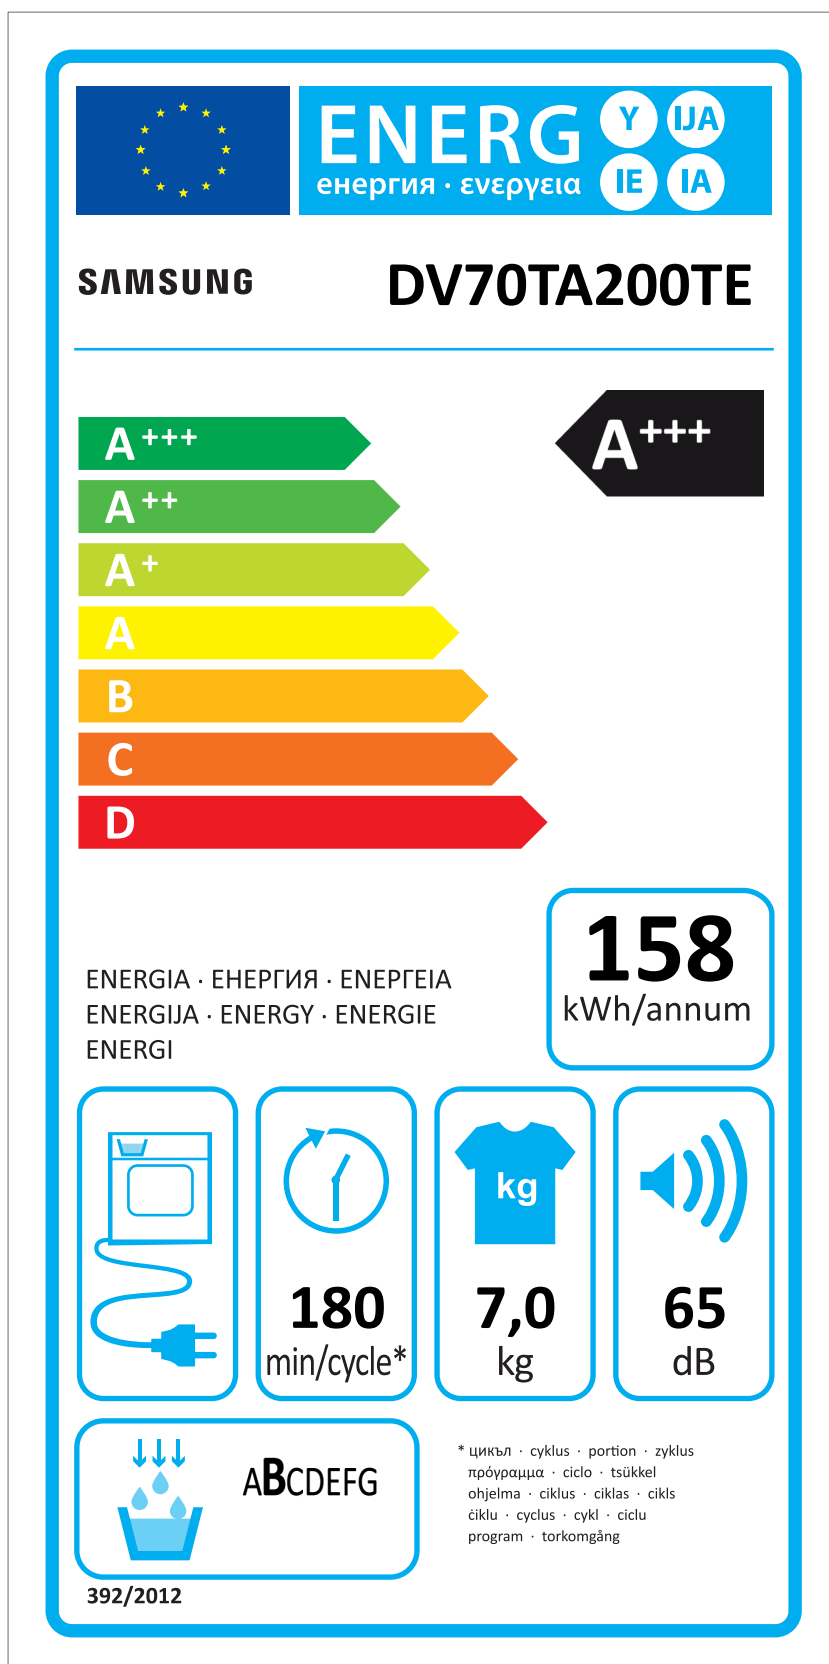 ENERG
Y
IJA
IE
IA
енергия · ενεργεια
SAMSUNG
DV70TA200TE
A+++
A+++
A++
A+
A
B
C
D
158
kWh/annum
ENERGIA · ЕНЕРГИЯ · ΕΝΕΡΓΕΙΑ
ENERGIJA · ENERGY · ENERGIE
ENERGI
kg
180
min/cycle*
7,0
kg
65
dB
ABCDEFG
* цикъл · cyklus · portion · zyklus
πρόγραμμα · ciclo · tsükkel
ohjelma · ciklus · ciklas · cikls
ċiklu · cyclus · cykl · ciclu
program · torkomgång
392/2012